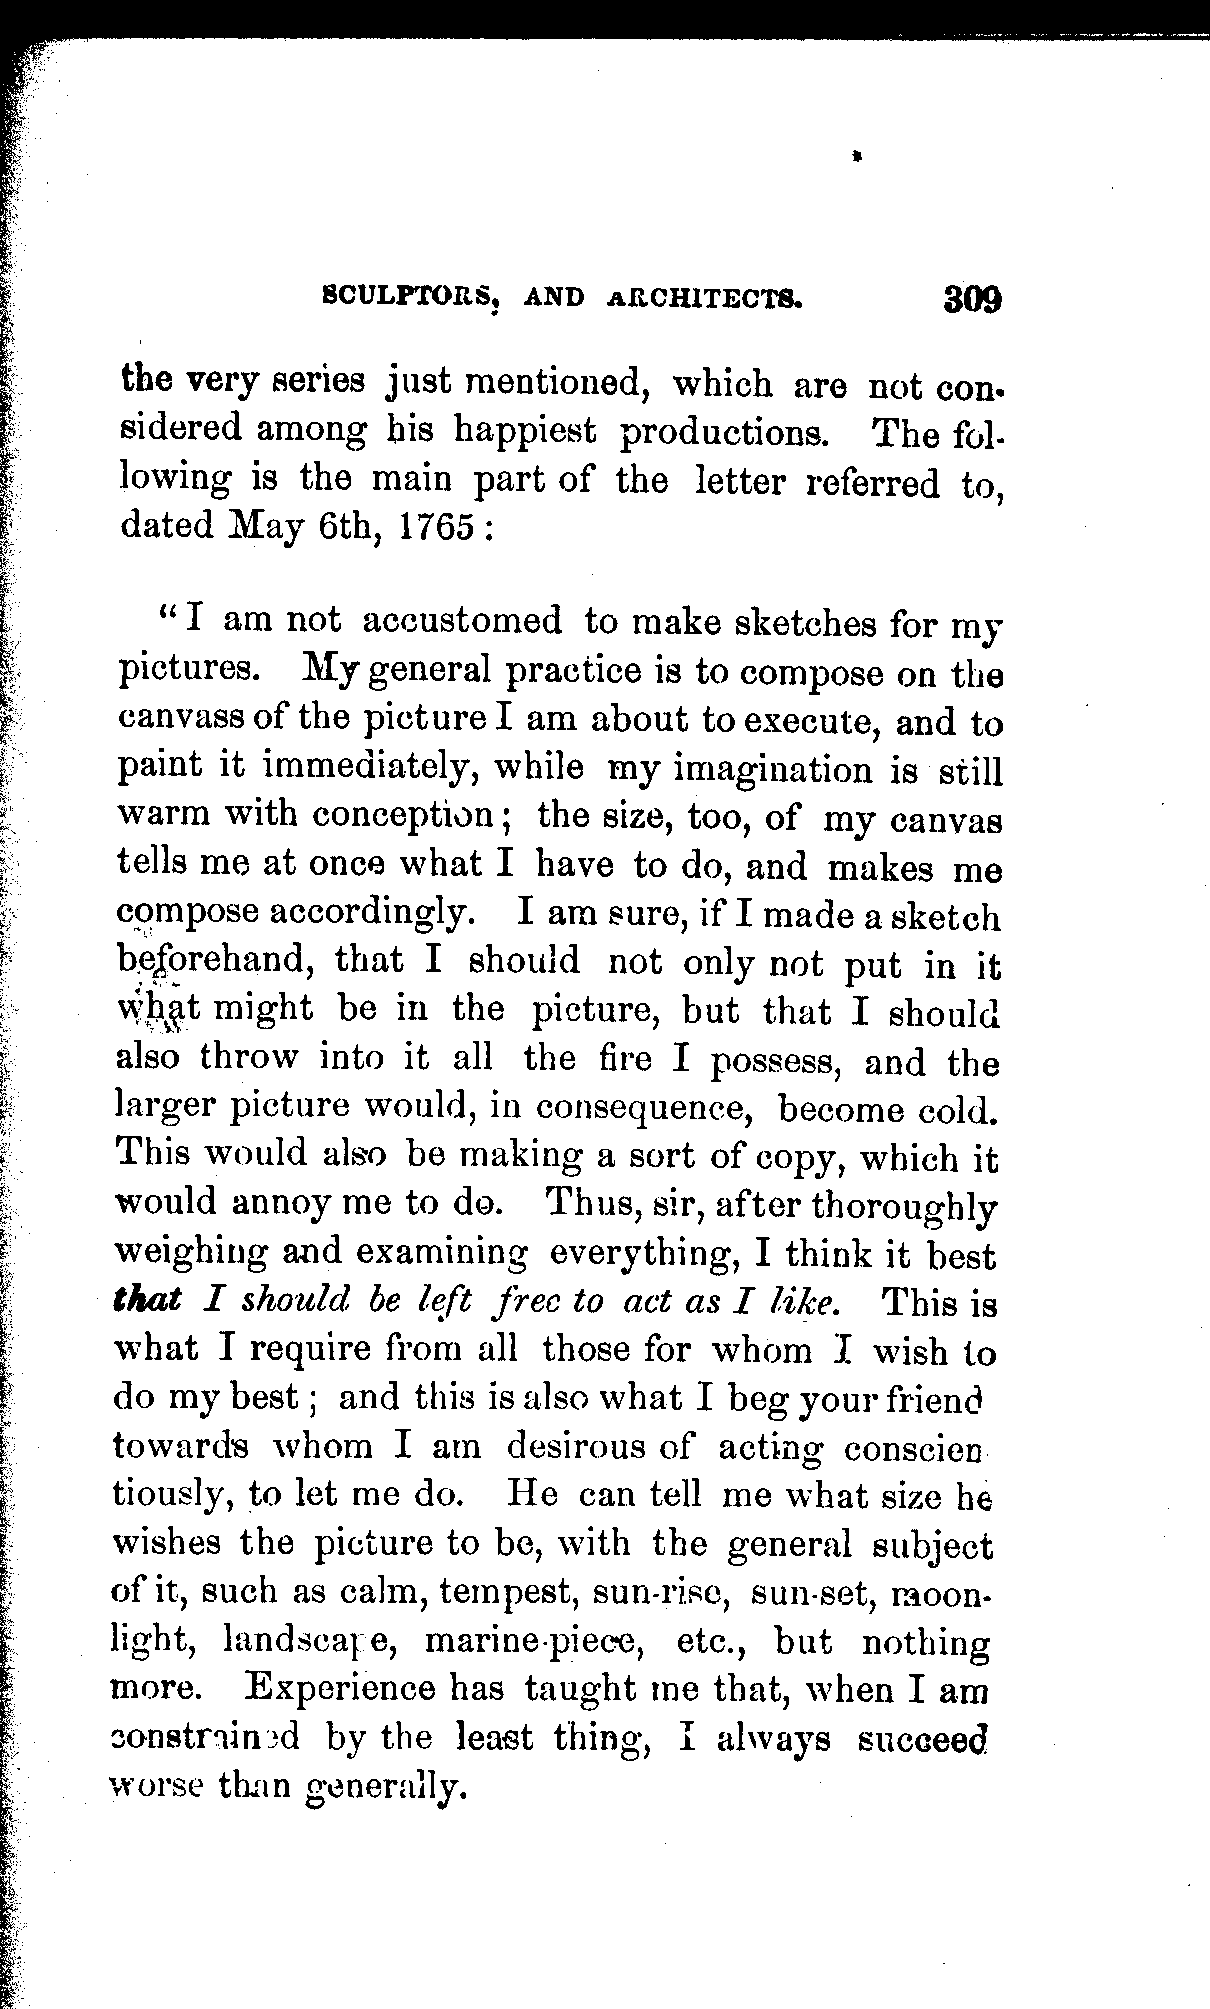 SCULPTORS, AND ARCHITECTS. 309
the very series just mentioned, which are not con-
sidered among his happiest productions. The fol-
lowing is the main part of the letter referred to,
dated May 6th, 1765 :
“ I am not accustomed to make sketches for my
pictures. My general practice is to compose on the
canvass of the picture I am about to execute, and to
paint it immediately, while my imagination is still
warm with conception ; the size, too, of my canvas
tells me at once what I have to do, and makes me
compose accordingly. I am sure, if I made a sketch
beforehand, that I should not only not put in it
what might be in the picture, but that I should
also throw into it all the fire I possess, and the
larger picture would, in consequence, become cold.
This would also be making a sort of copy, which it
would annoy me to do. Thus, sir, after thoroughly
weighing and examining everything, I think it best
that I should be left free to act as I like. This is
what I require from all those for whom I wish to
do my best ; and this is also what I beg your friend
towards whom I am desirous of acting conscien
tiously, to let me do. He can tell me what size he
wishes the picture to be, with the general subject
of it, such as calm, tempest, sun-rise, sun-set, moon-
light, landscape, marine-piece, etc., but nothing
more. Experience has taught me that, when I am
constrained by the least thing, I always succeed
worse than generally.